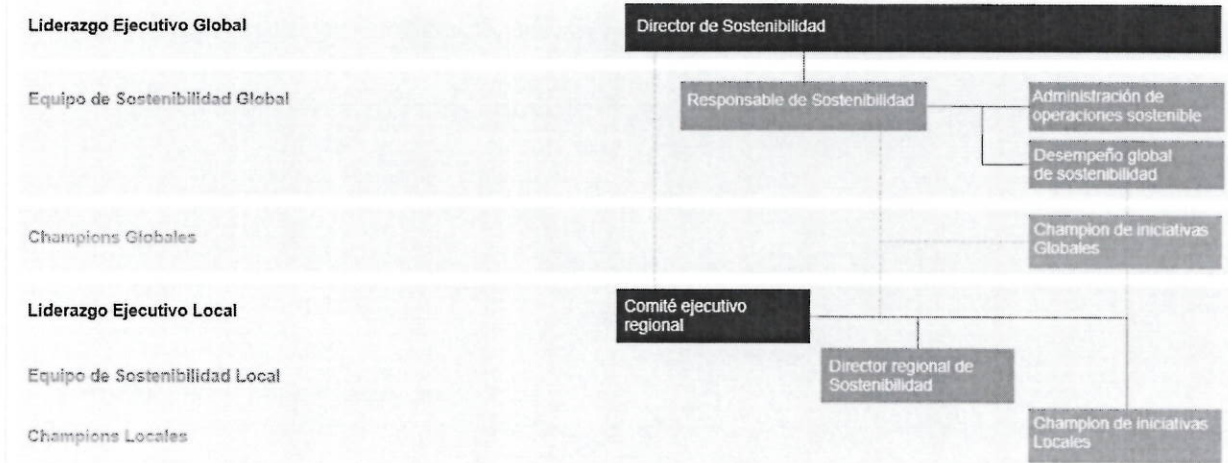 Liderazgo Ejecutivo Global
Director de Sostenibilidad
Equipo de Sostenibilidad Global
Responsable de Sostenibilidad
Administración de
operaciones sostenible
Desempeño global
de sostenibilidad
Champions Globales
Champion de iniciativas
Globales
Liderazgo Ejecutivo Local
Comité ejecutivo
regional
Equipo de Sostenibilidad Local
Director regional de
Sostenibilidad
Champions Locales
Champion de iniciativas
Locales